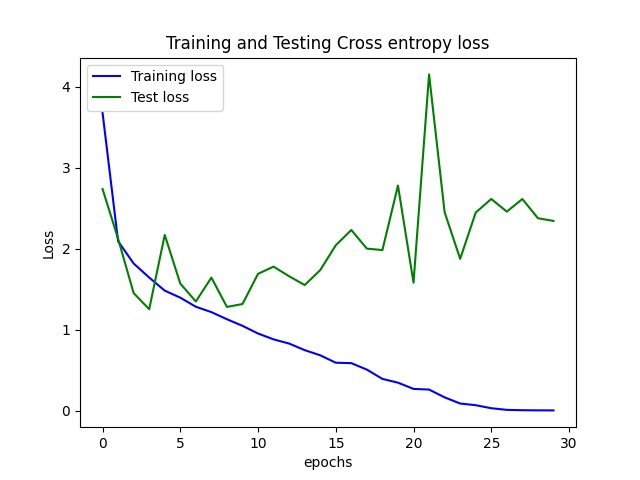 Training and Testing Cross entropy loss
Training loss
Test loss
4
3
2
1
0
Loss
0 5 10 15 20 25 30
epochs